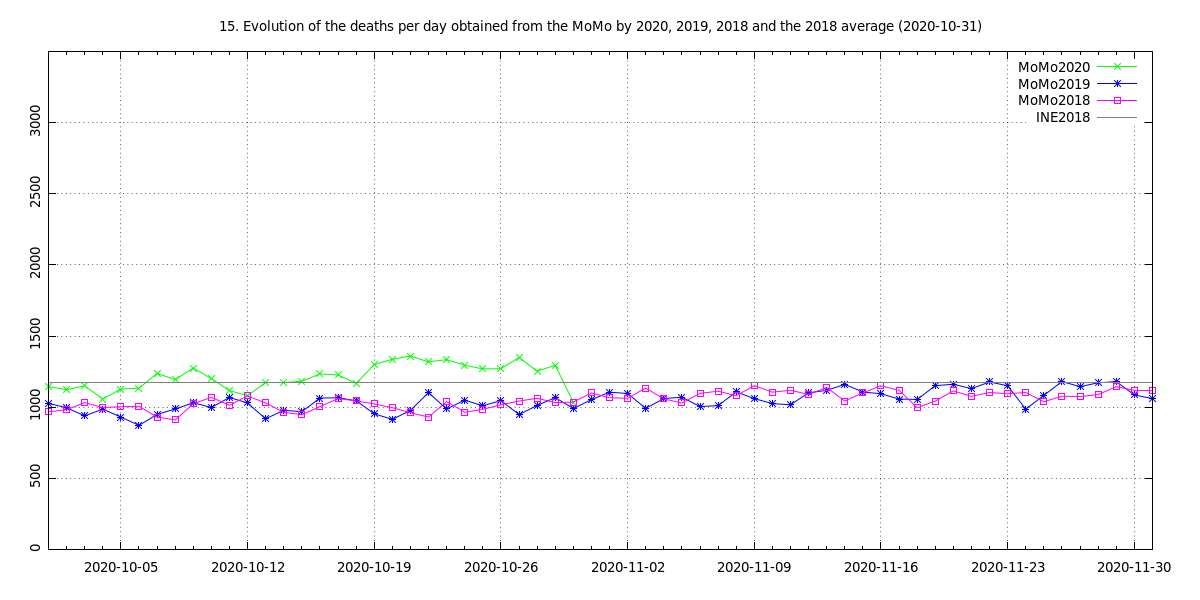 15. Evolution of the deaths per day obtained from the MoMo by 2020, 2019, 2018 and the 2018 average (2020-10-31)
MoMo2020
MoMo2019
MoMo2018
INE2018
3000
2500
2000
1500
1000
500
0
2020-10-05 2020-10-12 2020-10-19 2020-10-26 2020-11-02 2020-11-09 2020-11-16 2020-11-23 2020-11-30